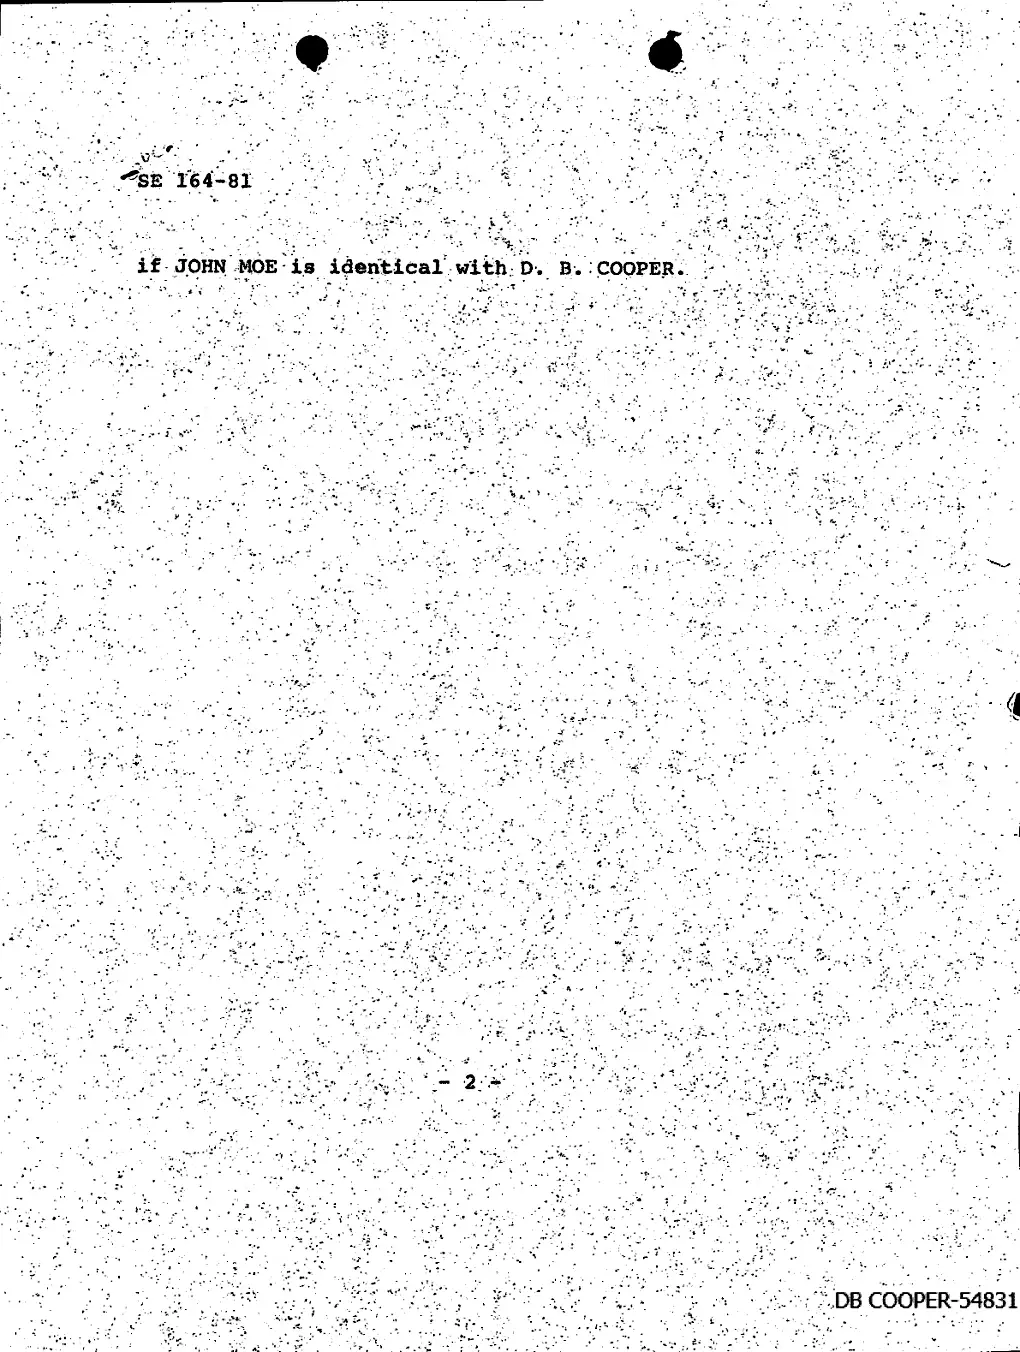 SE 164-81
if JOHN MOE is identical with D. B. COOPER.
- 2 -
DB COOPER-54831